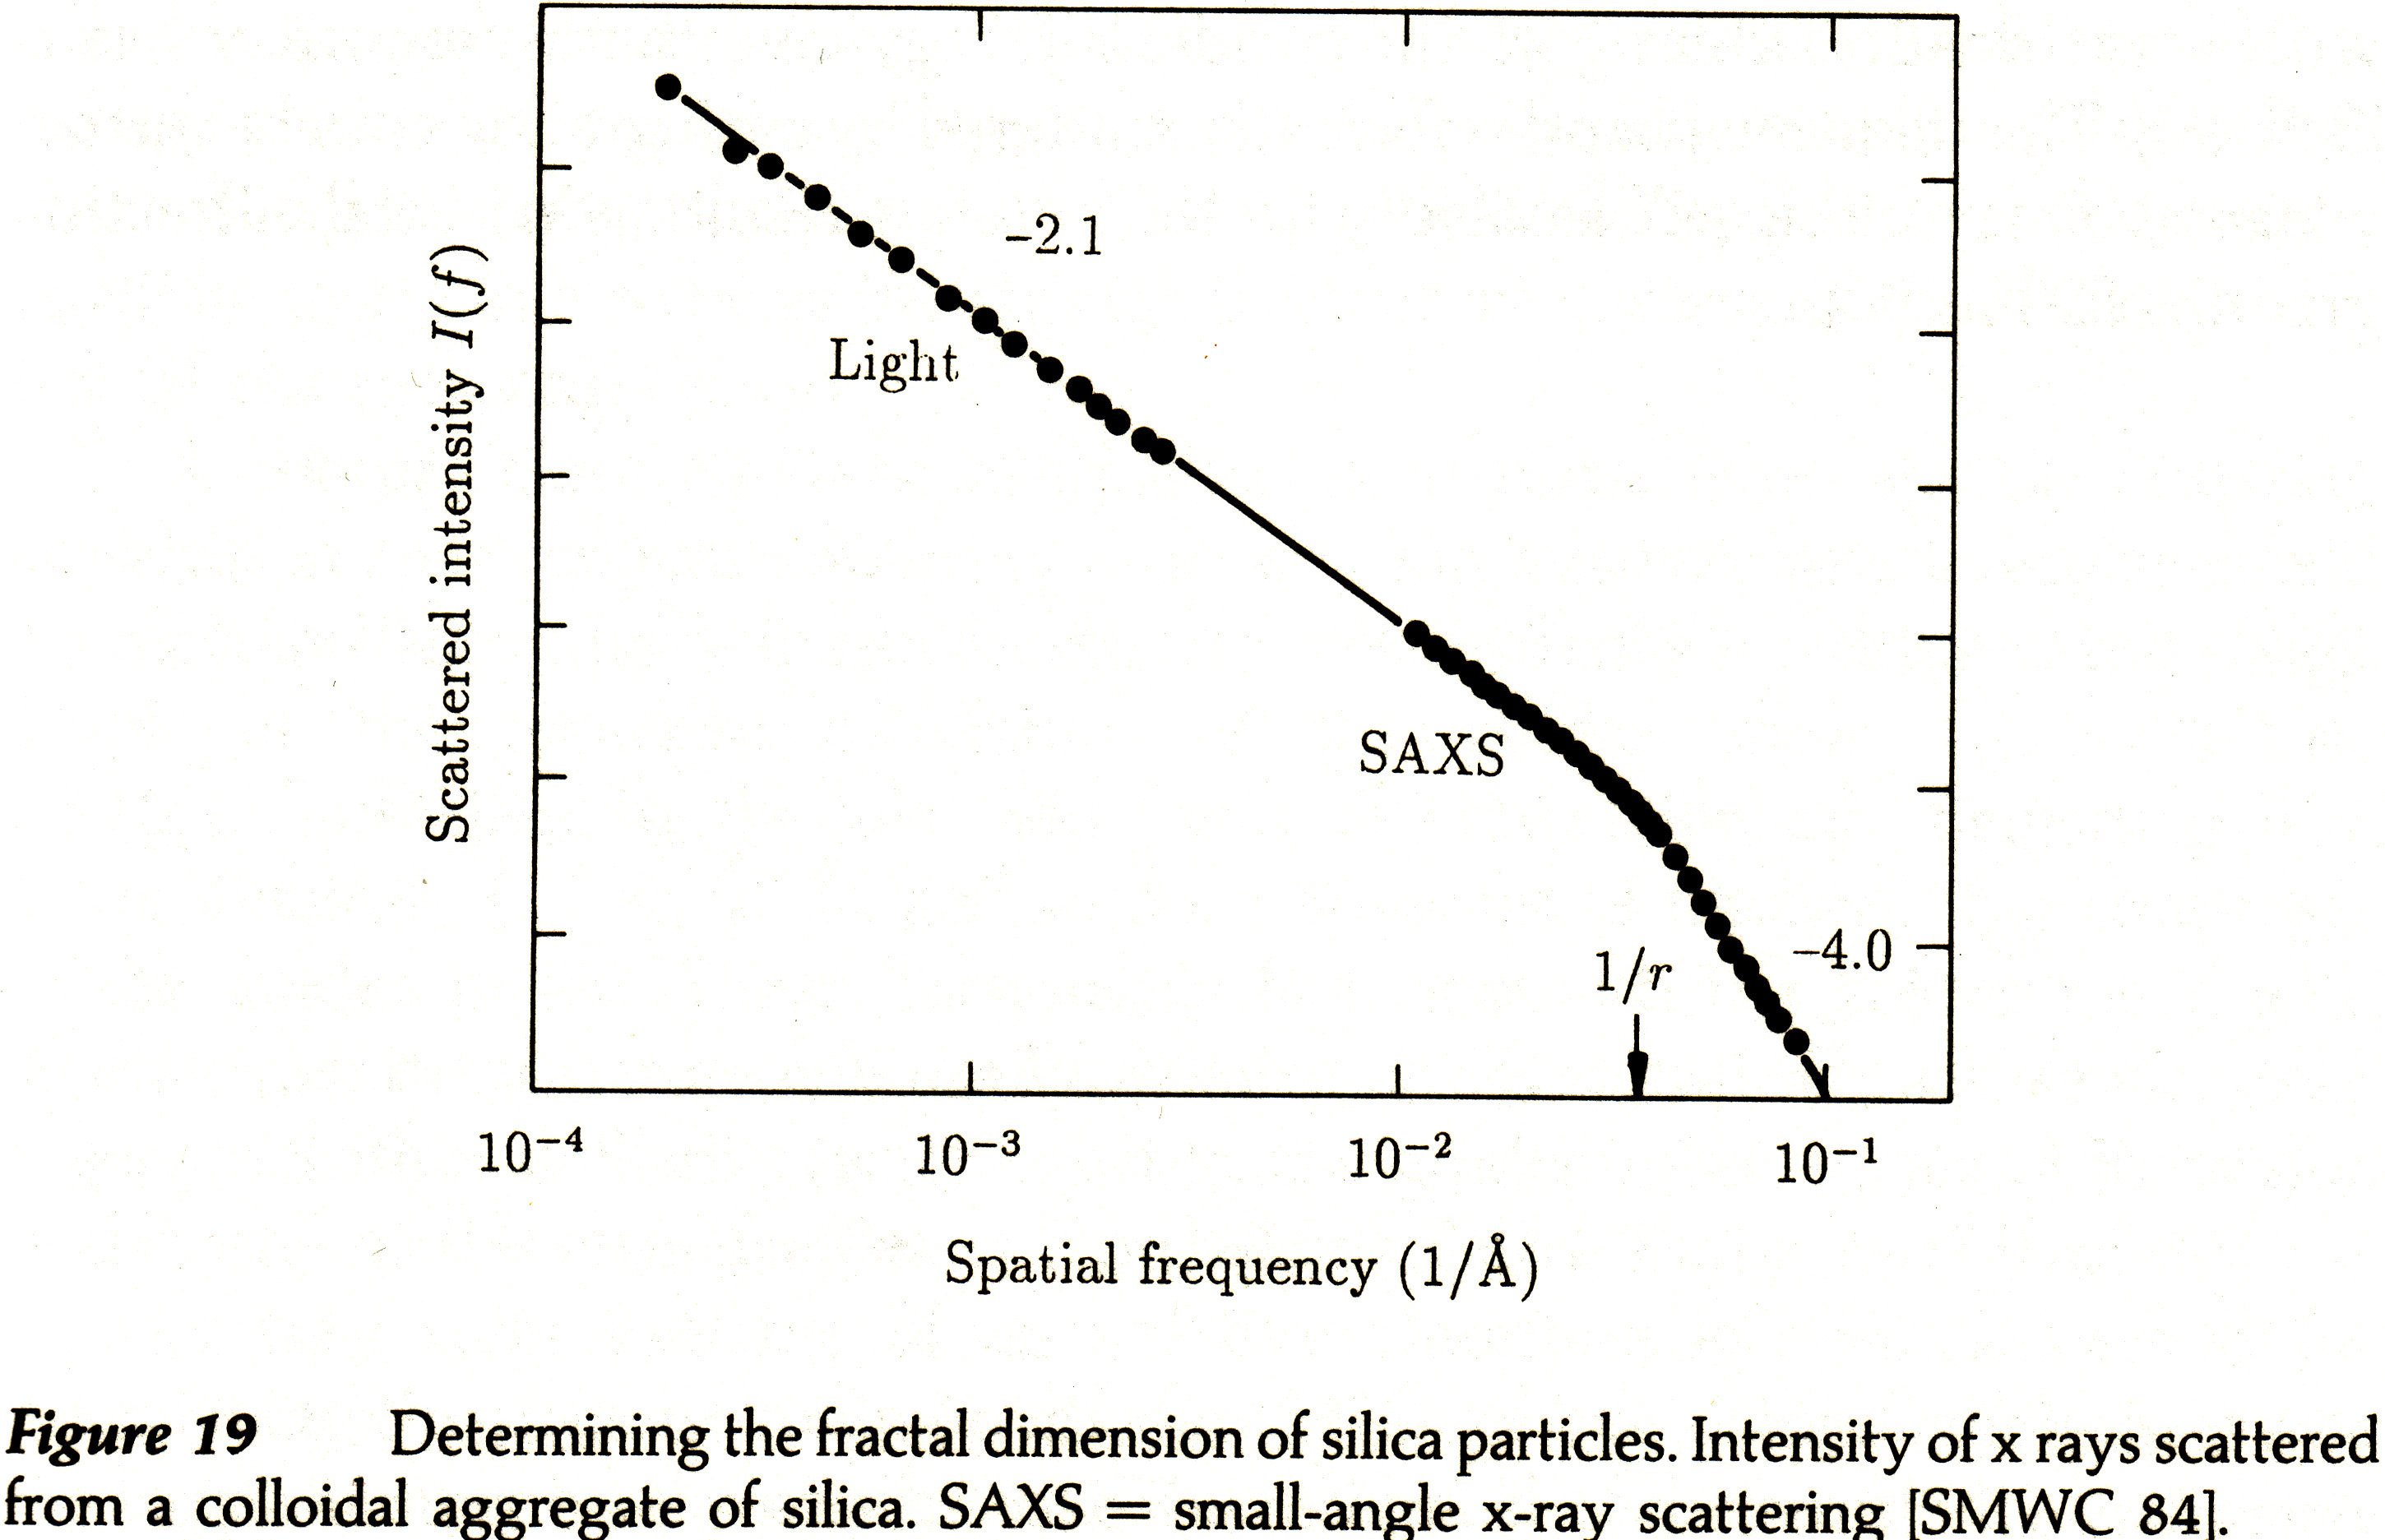 Scattered intensity I(f)
–2.1
Light
SAXS
1/r
–4.0
10⁻⁴ 10⁻³ 10⁻² 10⁻¹
Spatial frequency (1/Å)
Figure 19 Determining the fractal dimension of silica particles. Intensity of x rays scattered
from a colloidal aggregate of silica. SAXS = small-angle x-ray scattering [SMWC 84].